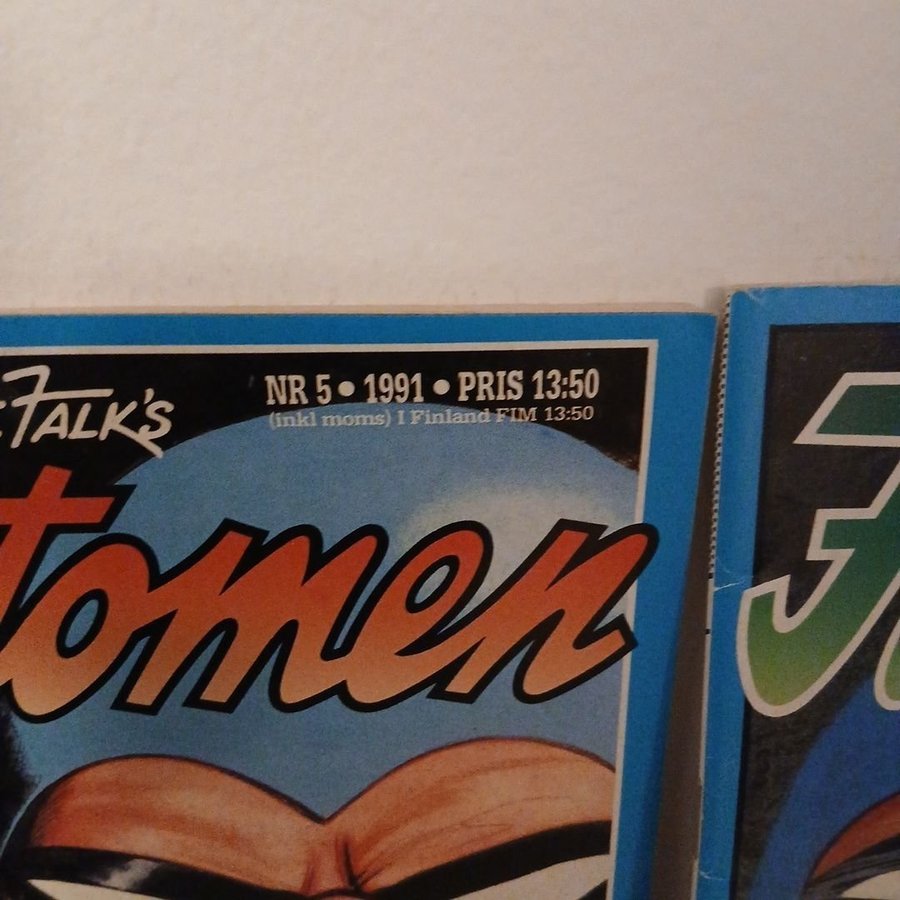 FALK'S
NR 5 • 1991 • PRIS 13:50
(inkl moms) I Finland FIM 13:50
tomen
F